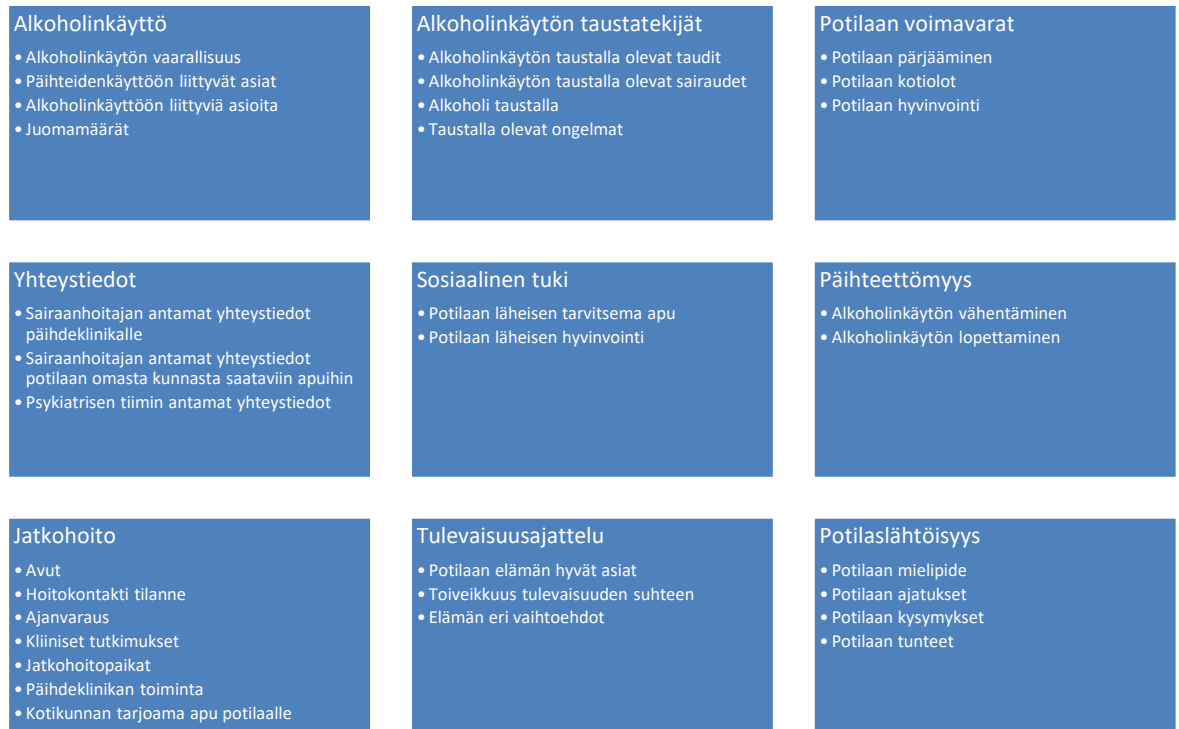 Alkoholinkäyttö
• Alkoholinkäytön vaarallisuus
• Päihteidenkäyttöön liittyvät asiat
• Alkoholinkäyttöön liittyviä asioita
• Juomamäärät
Alkoholinkäytön taustatekijät
• Alkoholinkäytön taustalla olevat taudit
• Alkoholinkäytön taustalla olevat sairaudet
• Alkoholi taustalla
• Taustalla olevat ongelmat
Potilaan voimavarat
• Potilaan pärjääminen
• Potilaan kotiolot
• Potilaan hyvinvointi
Yhteystiedot
• Sairaanhoitajan antamat yhteystiedot
päihdeklinikalle
• Sairaanhoitajan antamat yhteystiedot
potilaan omasta kunnasta saataviin apuihin
• Psykiatrisen tiimin antamat yhteystiedot
Sosiaalinen tuki
• Potilaan läheisen tarvitsema apu
• Potilaan läheisen hyvinvointi
Päihteettömyys
• Alkoholinkäytön vähentäminen
• Alkoholinkäytön lopettaminen
Jatkohoito
• Avut
• Hoitokontakti tilanne
• Ajanvaraus
• Kliiniset tutkimukset
• Jatkohoitopaikat
• Päihdeklinikan toiminta
• Kotikunnan tarjoama apu potilaalle
Tulevaisuusajattelu
• Potilaan elämän hyvät asiat
• Toiveikkuus tulevaisuuden suhteen
• Elämän eri vaihtoehdot
Potilaslähtöisyys
• Potilaan mielipide
• Potilaan ajatukset
• Potilaan kysymykset
• Potilaan tunteet